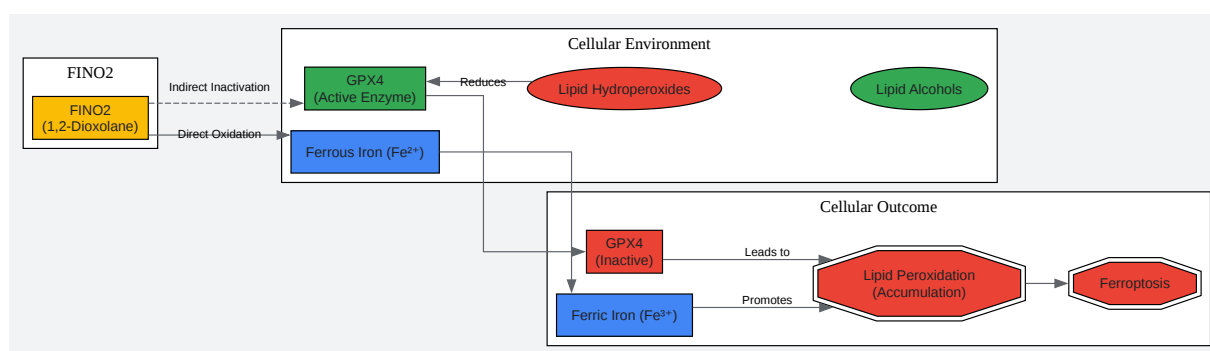 FINO2
FINO2
(1,2-Dioxolane)
Indirect Inactivation
Direct Oxidation
Cellular Environment
GPX4
(Active Enzyme)
Reduces
Lipid Hydroperoxides
Lipid Alcohols
Ferrous Iron (Fe²⁺)
Cellular Outcome
GPX4
(Inactive)
Leads to
Lipid Peroxidation
(Accumulation)
Ferroptosis
Ferric Iron (Fe³⁺)
Promotes